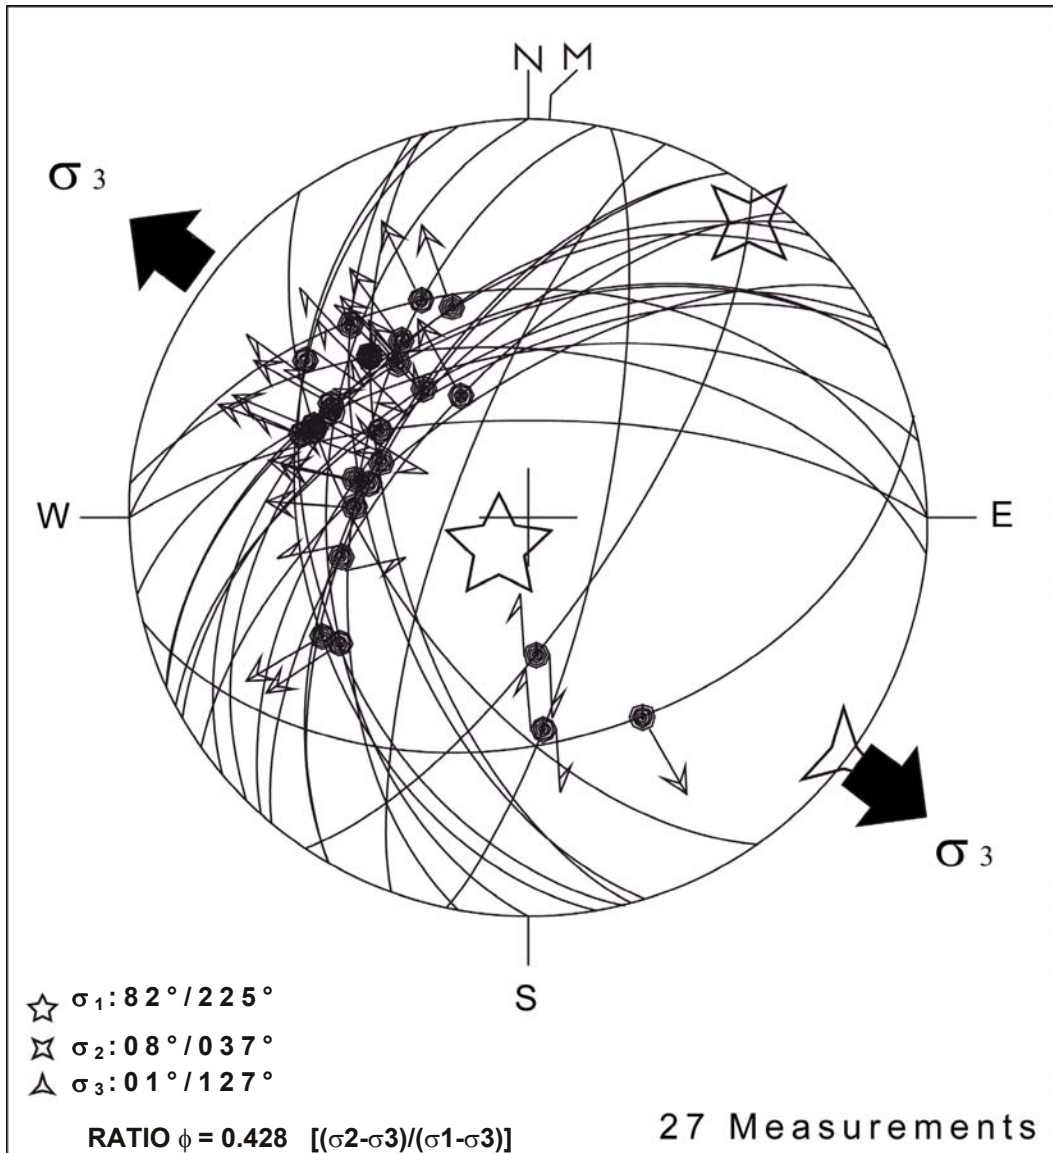 N M
σ 3
W E
σ 3
S
σ 1 : 8 2 ° / 2 2 5 °
σ 2 : 0 8 ° / 0 3 7 °
σ 3 : 0 1 ° / 1 2 7 °
RATIO ϕ = 0.428 [(σ2-σ3)/(σ1-σ3)]
27 Measurements